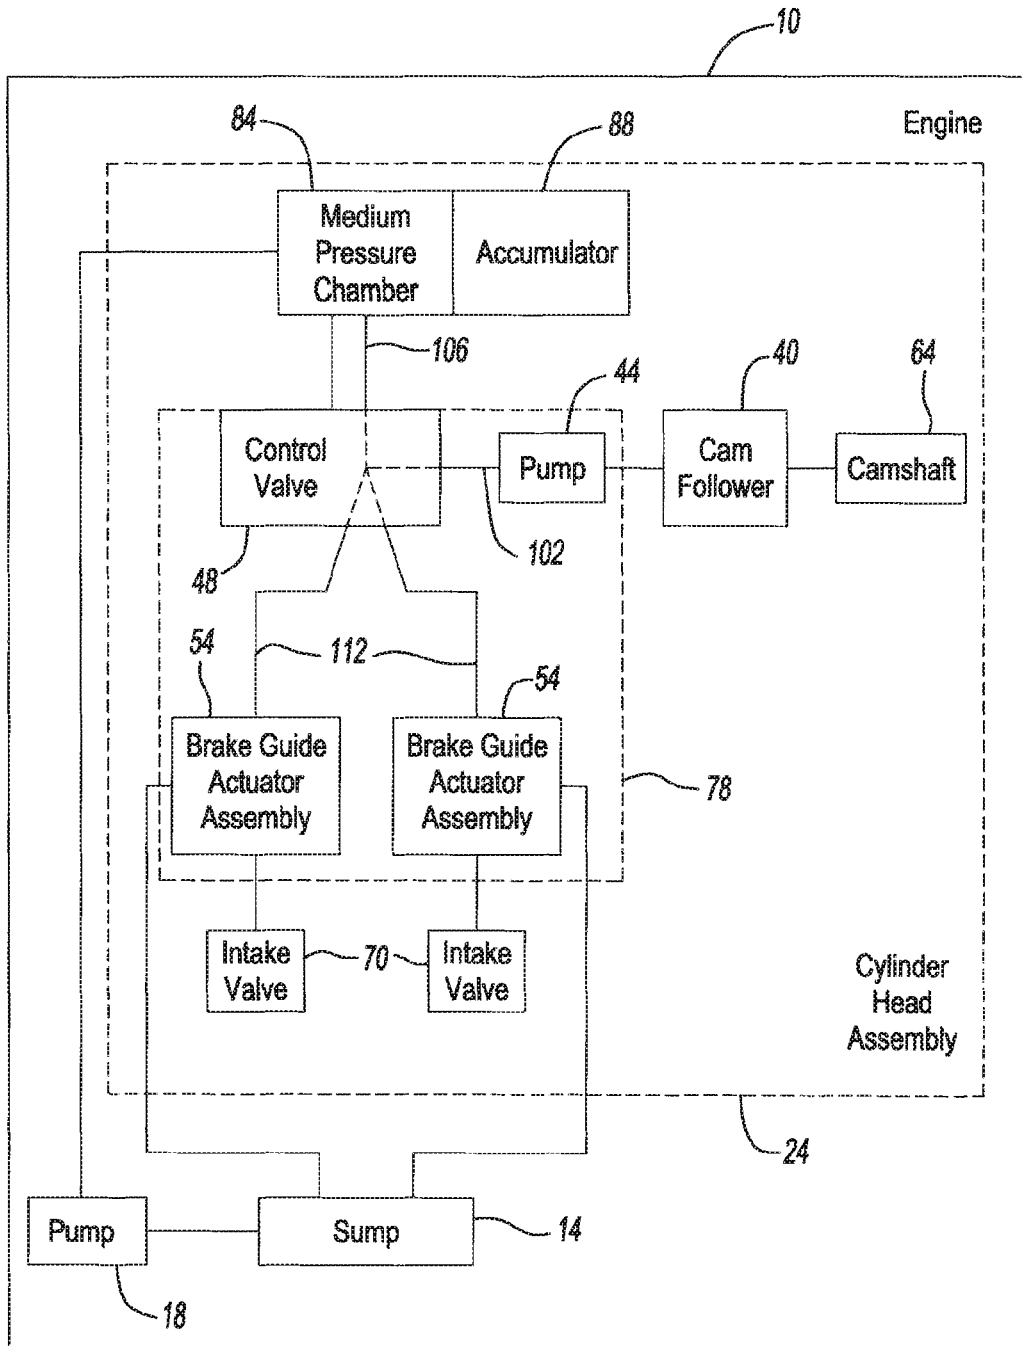 10
Engine
84
88
Medium
Pressure
Chamber
Accumulator
106
44
40
64
Control
Valve
Pump
Cam
Follower
Camshaft
102
48
54
112
54
Brake Guide
Actuator
Assembly
Brake Guide
Actuator
Assembly
78
Intake
Valve
70
Intake
Valve
Cylinder
Head
Assembly
24
Pump
Sump
14
18